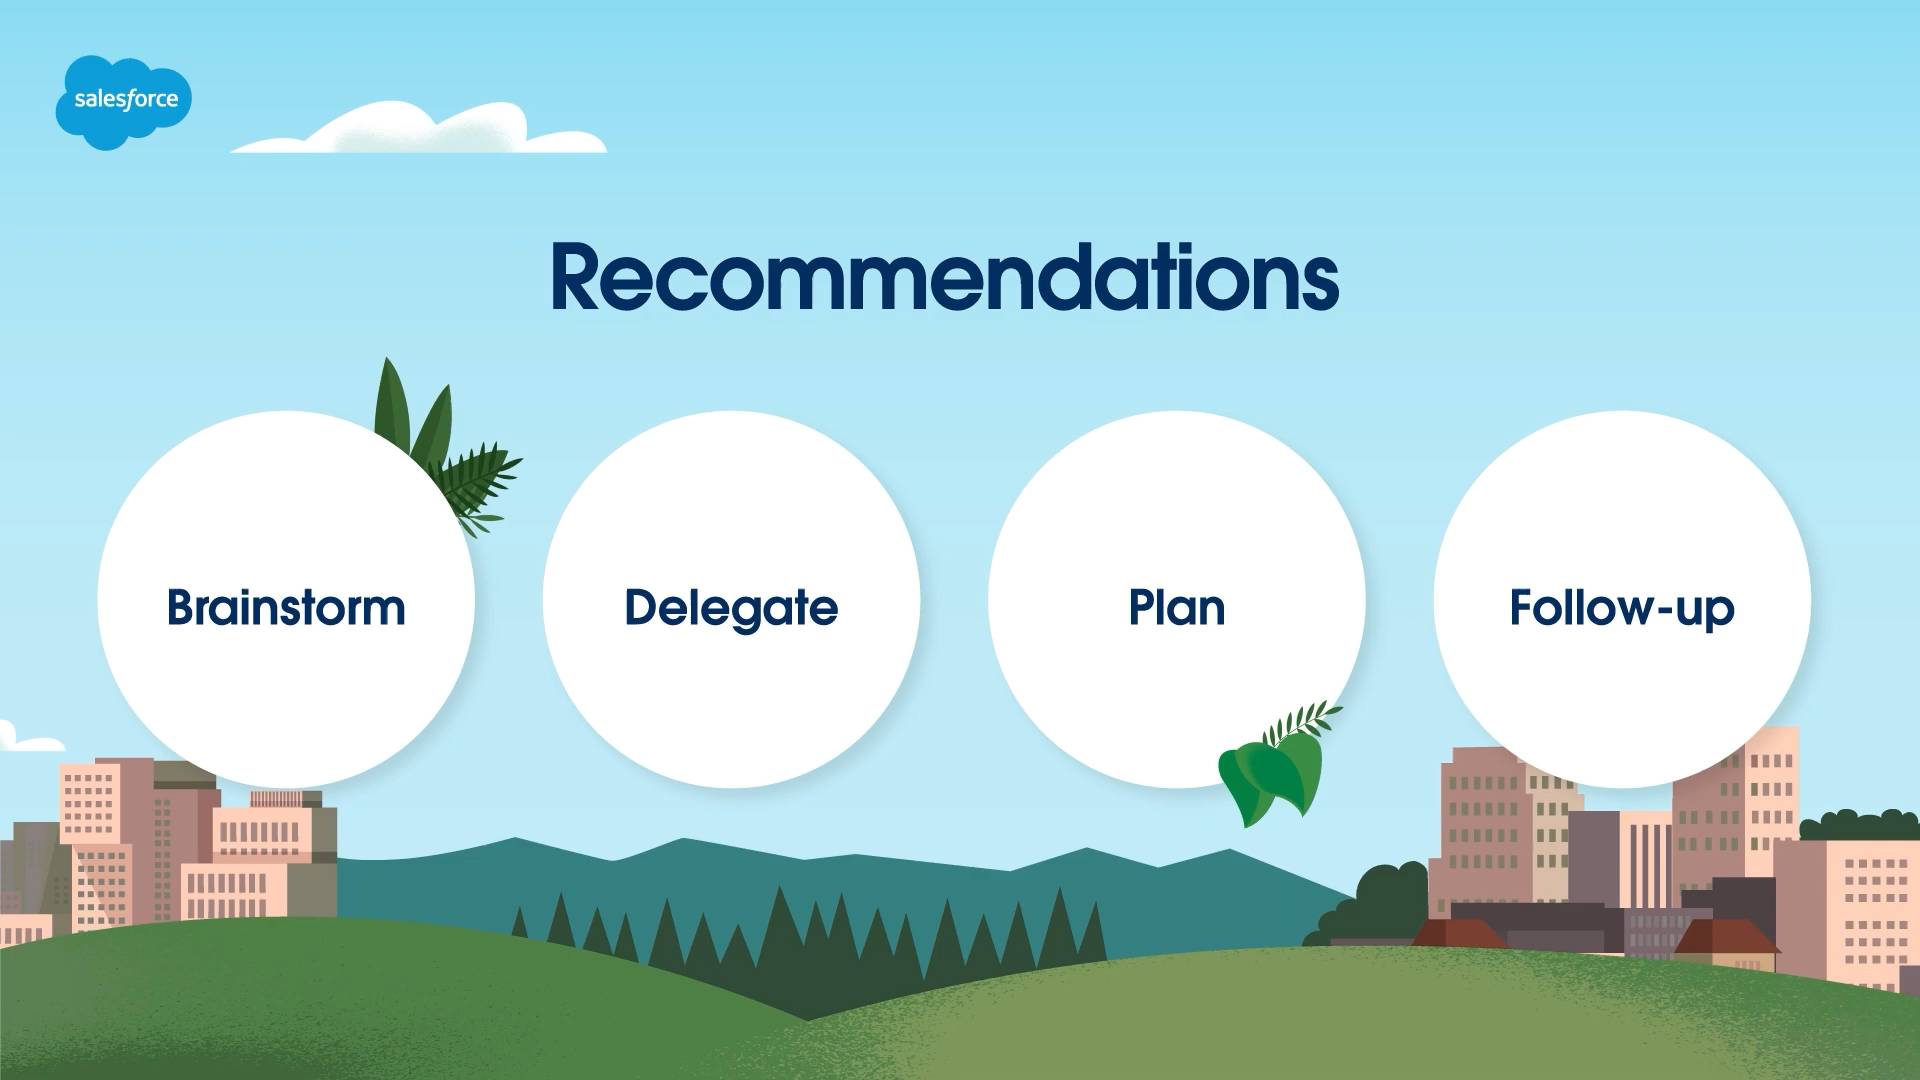 salesforce
Recommendations
Brainstorm
Delegate
Plan
Follow-up